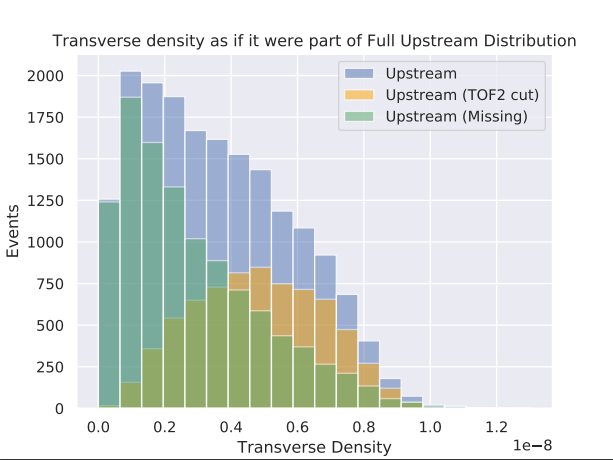 Transverse density as if it were part of Full Upstream Distribution
Upstream
Upstream (TOF2 cut)
Upstream (Missing)
2000
1750
1500
1250
1000
750
500
250
0
Events
0.0 0.2 0.4 0.6 0.8 1.0 1.2
1e−8
Transverse Density